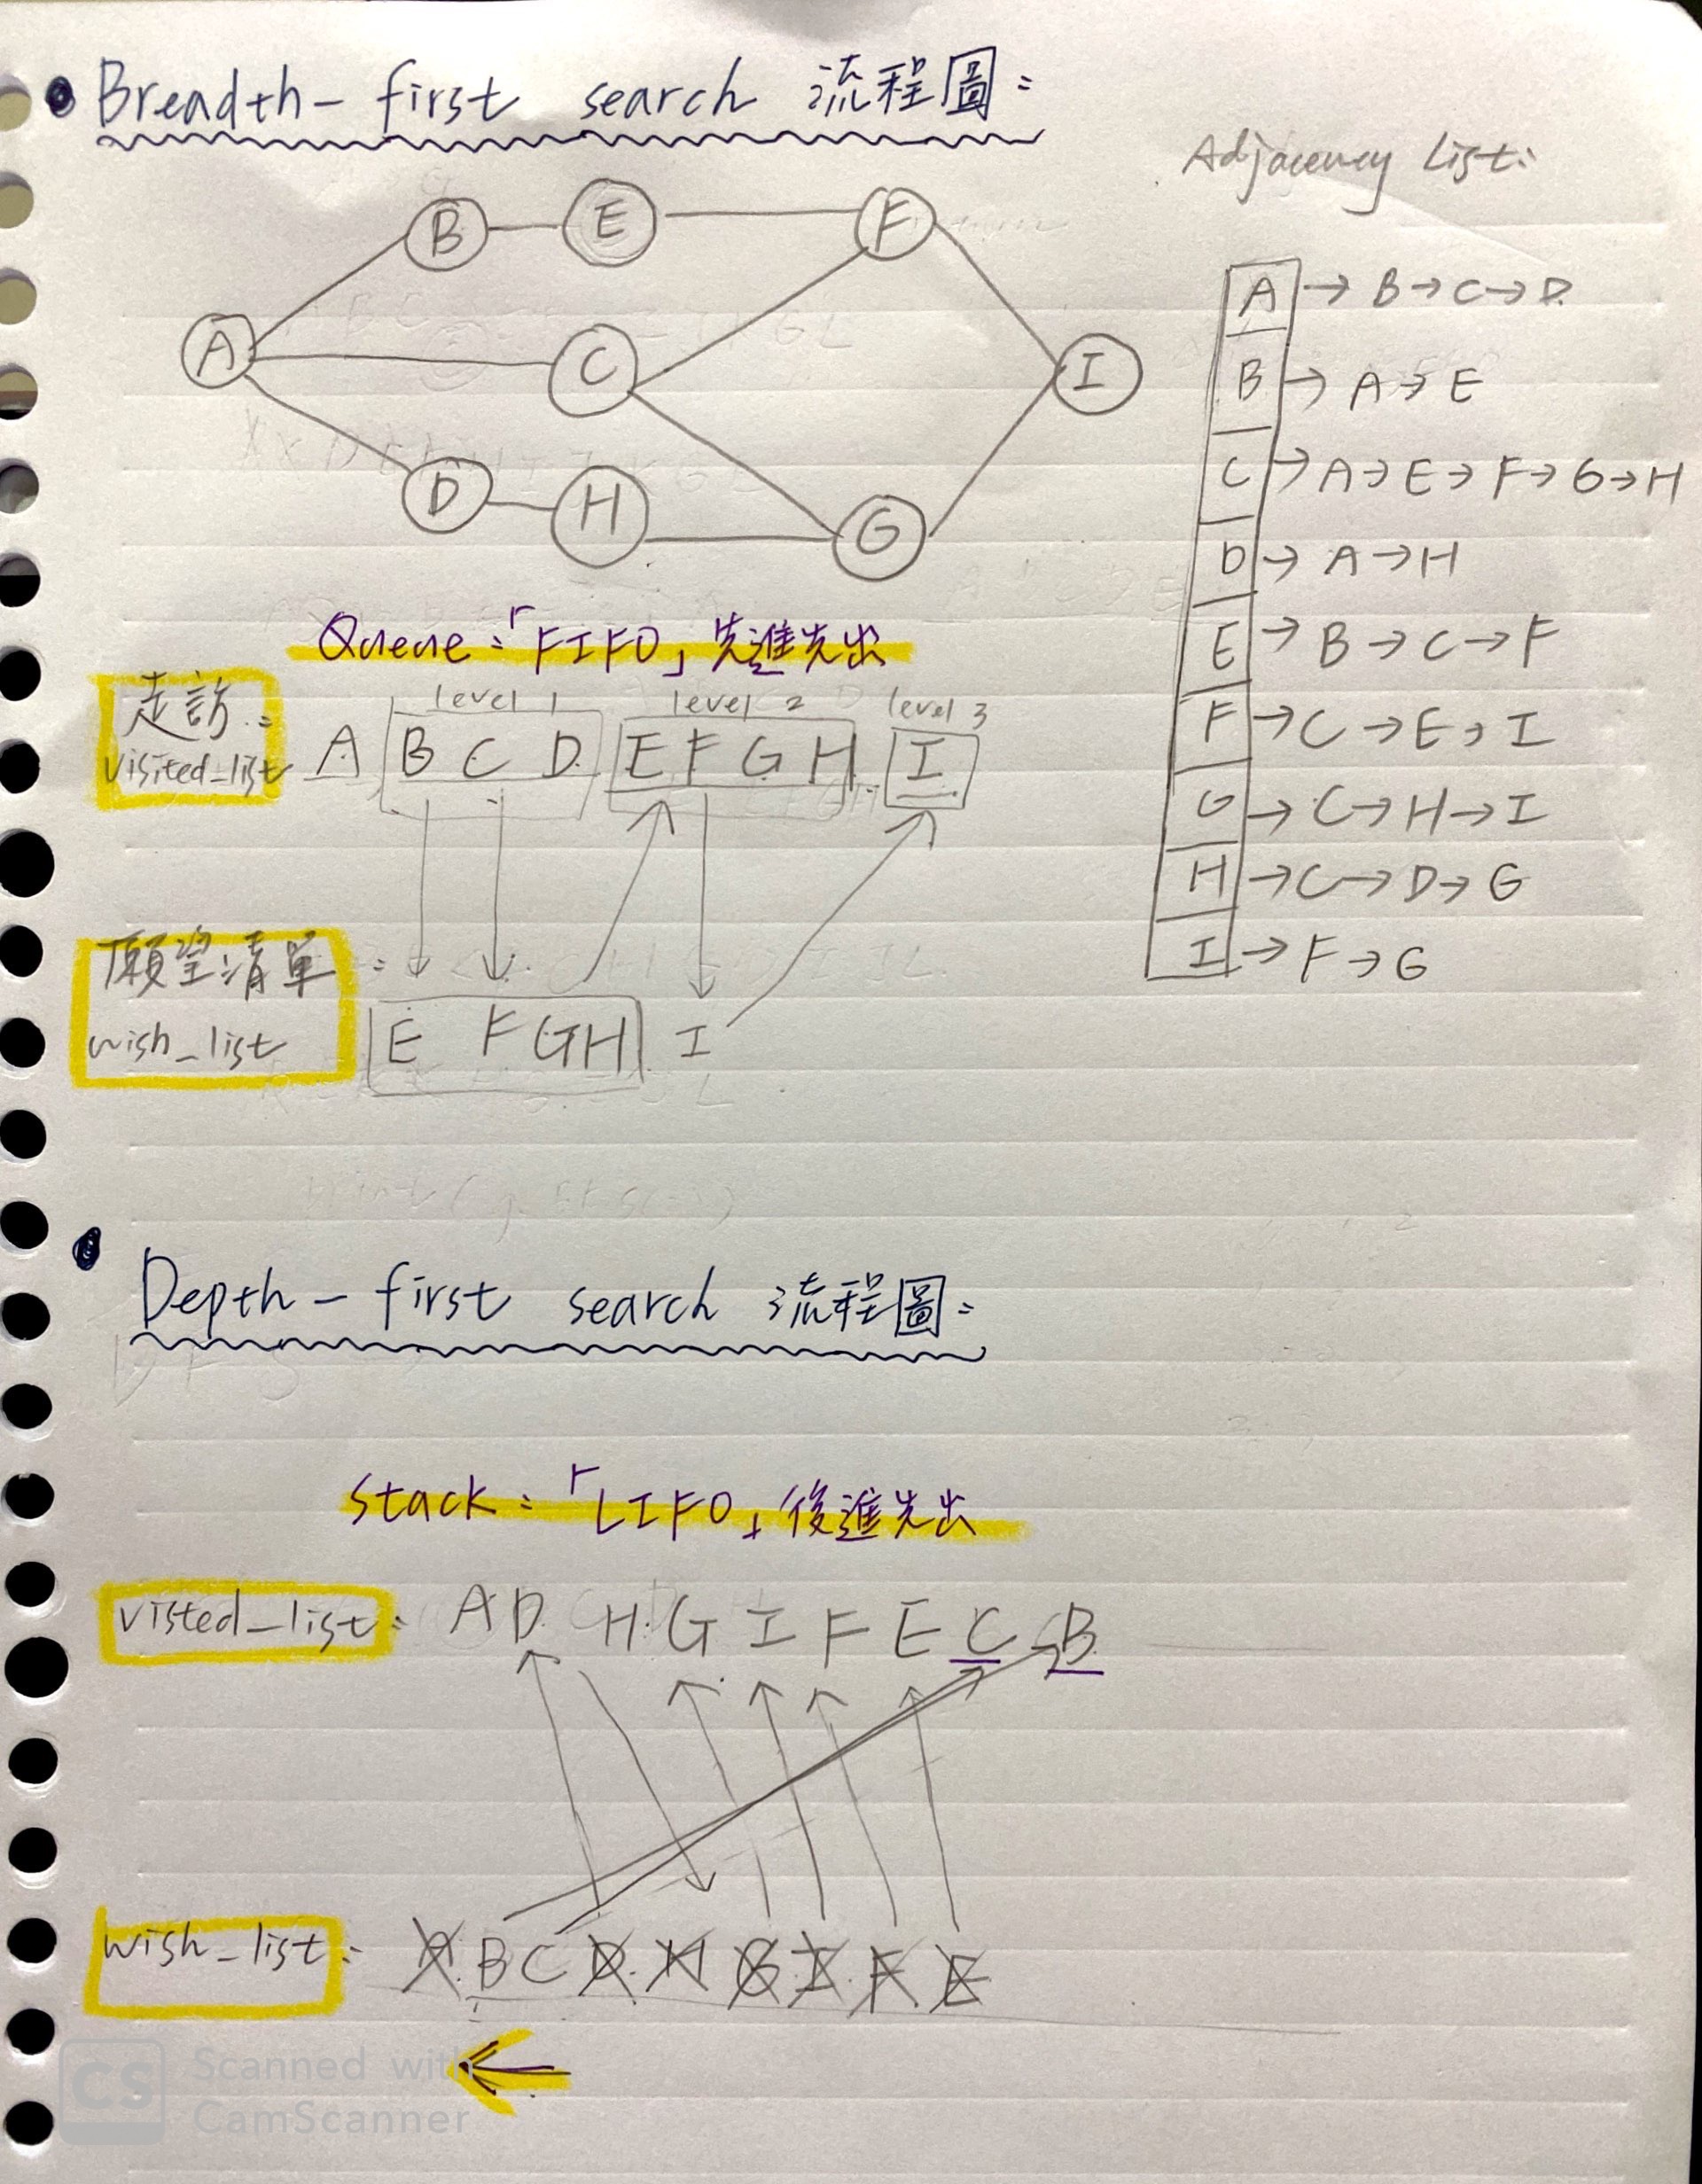 Breadth-first search 流程圖:
Adjacency List:
B E F
A C I
D H G
A → B → C → D
B → A → E
C → A → E → F → G → H
D → A → H
E → B → C → F
F → C → E → I
G → C → H → I
H → C → D → G
I → F → G
Queue:「FIFO」先進先出
走訪:
level 1 level 2 level 3
visited_list A B C D E F G H I
願望清單:
wish_list E F G H I
Depth-first search 流程圖:
Stack:「LIFO」後進先出
visted_list: A D H G I F E C B
wish_list: A B C D H G I F E
CS Scanned with
CamScanner